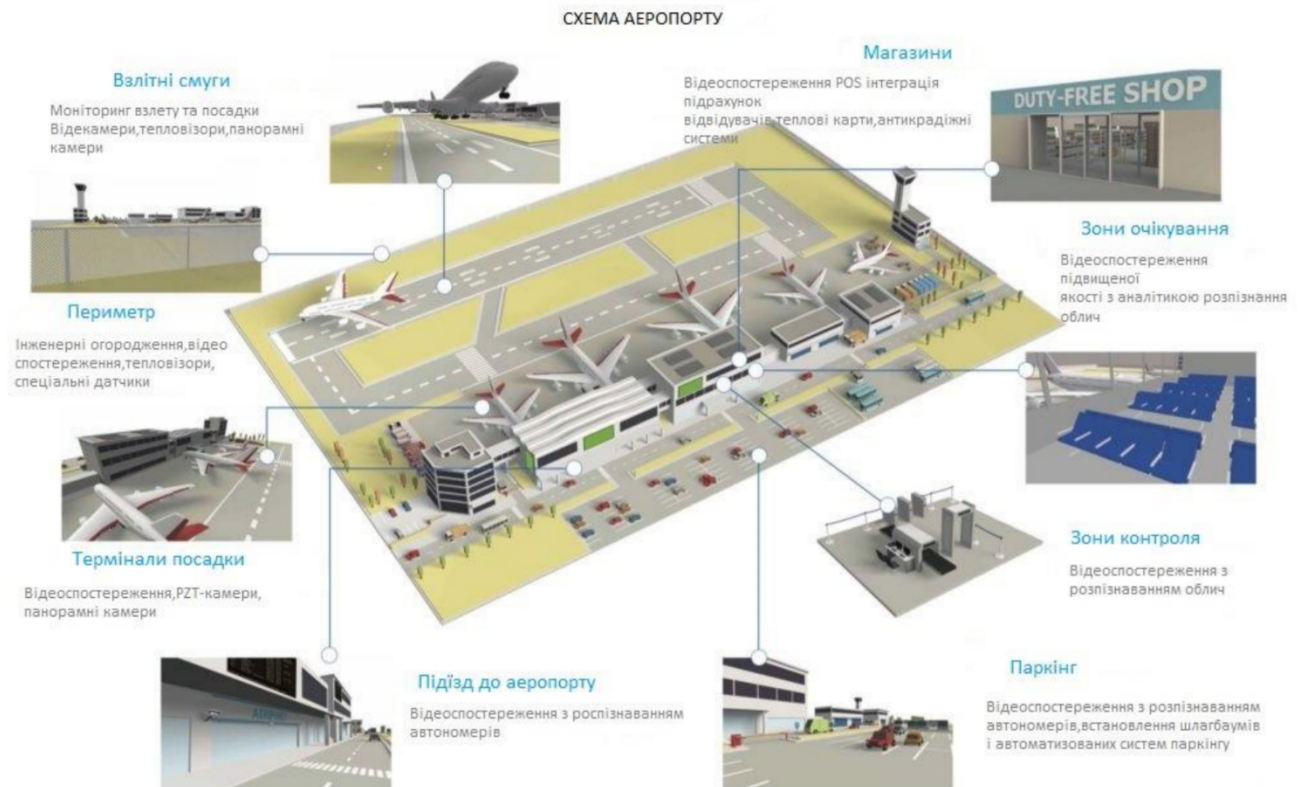 СХЕМА АЕРОПОРТУ
Взлітні смуги
Моніторинг взлету та посадки
Відекамери,тепловізори,панорамні
камери
Магазини
Відеоспостереження POS інтеграція
підрахунок
відвідувачів,теплові карти,антикрадіжні
системи
DUTY-FREE SHOP
Периметр
Інженерні огородження,відео
спостереження,тепловізори,
спеціальні датчики
Зони очікування
Відеоспостереження
підвищеної
якості з аналітикою розпізнання
облич
Термінали посадки
Відеоспостереження,PZT-камери,
панорамні камери
Зони контроля
Відеоспостереження з
розпізнаванням облич
Підїзд до аеропорту
Відеоспостереження з роспізнаванням
автономерів
Паркінг
Відеоспостереження з розпізнаванням
автономерів,встановлення шлагбаумів
і автоматизованих систем паркінгу